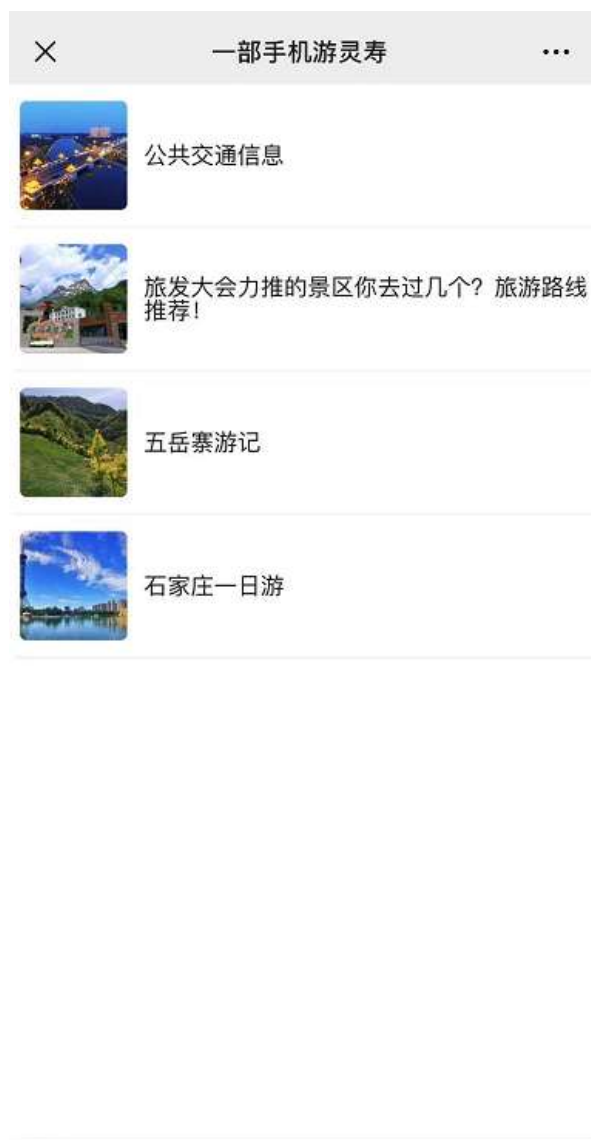 一部手机游灵寿
公共交通信息
旅发大会力推的景区你去过几个？旅游路线
推荐！
五岳寨游记
石家庄一日游